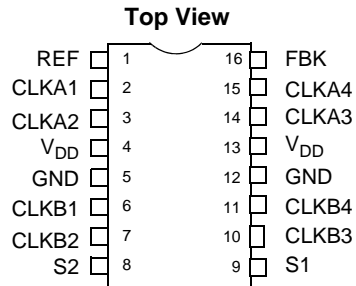 Top View
REF 1 16 FBK
CLKA1 2 15 CLKA4
CLKA2 3 14 CLKA3
VDD 4 13 VDD
GND 5 12 GND
CLKB1 6 11 CLKB4
CLKB2 7 10 CLKB3
S2 8 9 S1